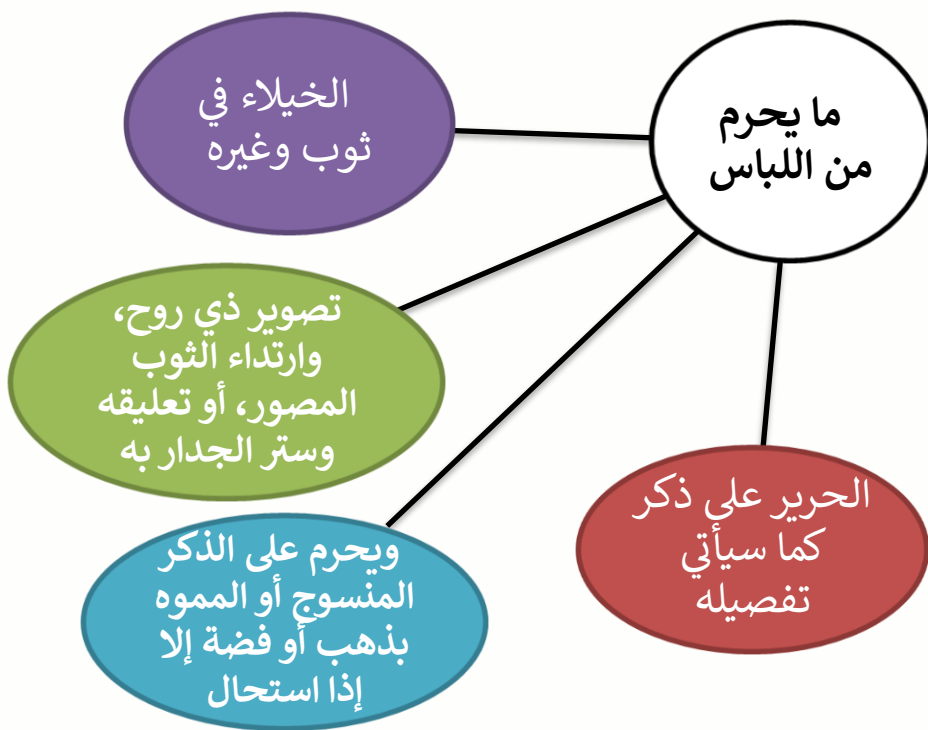 ما يحرم
من اللباس
الخيلاء في
ثوب وغيره
تصوير ذي روح،
وارتداء الثوب
المصور، أو تعليقه
وستر الجدار به
ويحرم على الذكر
المنسوج أو المموه
بذهب أو فضة إلا
إذا استحال
الحرير على ذكر
كما سيأتي
تفصيله